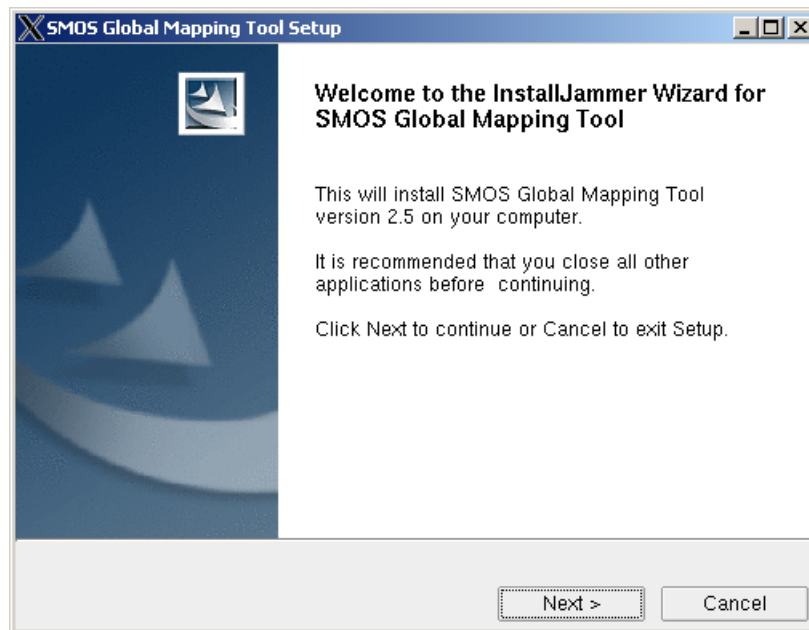 SMOS Global Mapping Tool Setup
Welcome to the InstallJammer Wizard for
SMOS Global Mapping Tool
This will install SMOS Global Mapping Tool
version 2.5 on your computer.
It is recommended that you close all other
applications before  continuing.
Click Next to continue or Cancel to exit Setup.
Next >
Cancel